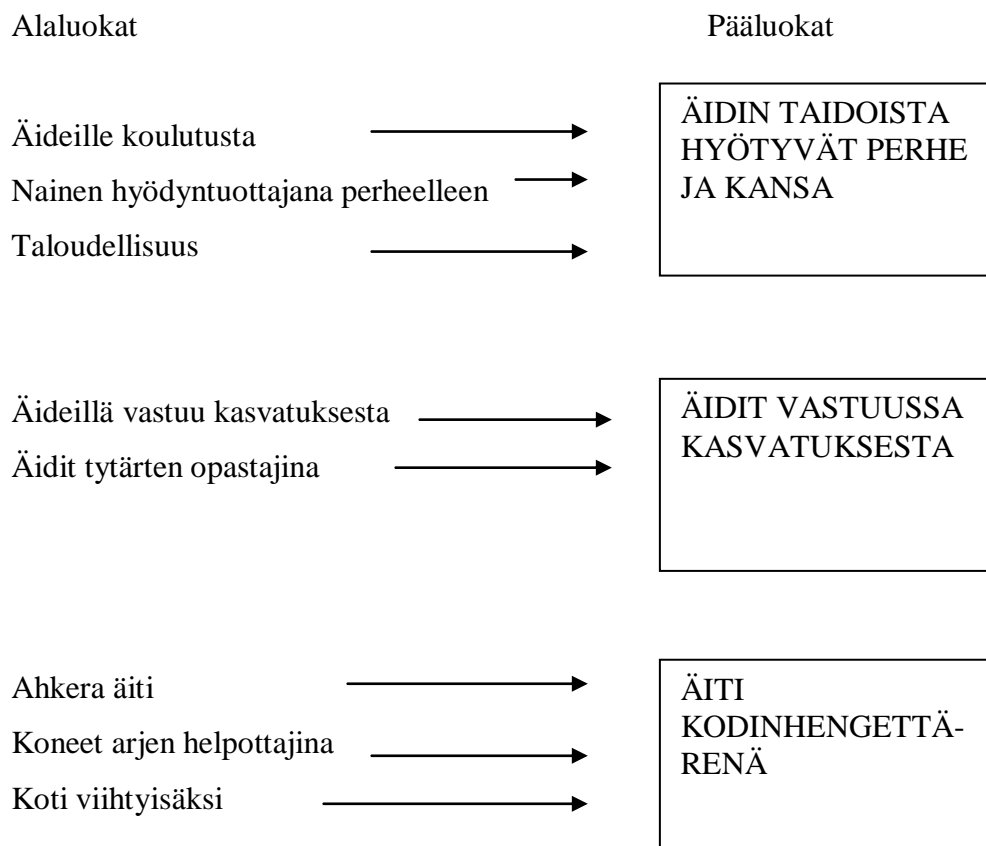 Alaluokat
Pääluokat
Äideille koulutusta
Nainen hyödyntuottajana perheelleen
Taloudellisuus
ÄIDIN TAIDOISTA
HYÖTYVÄT PERHE
JA KANSA
Äideillä vastuu kasvatuksesta
Äidit tytärten opastajina
ÄIDIT VASTUUSSA
KASVATUKSESTA
Ahkera äiti
Koneet arjen helpottajina
Koti viihtyisäksi
ÄITI
KODINHENGETTÄ-
RENÄ